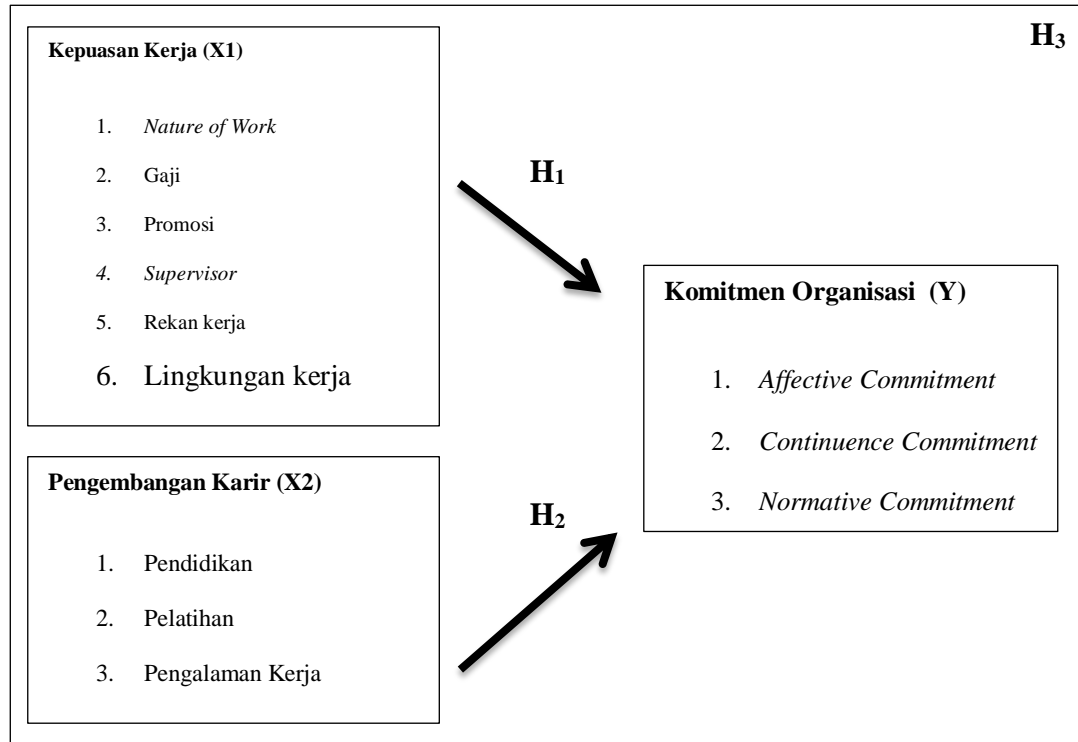 H3
Kepuasan Kerja (X1)
1. Nature of Work
2. Gaji
3. Promosi
4. Supervisor
5. Rekan kerja
6. Lingkungan kerja
H1
Komitmen Organisasi (Y)
1. Affective Commitment
2. Continuence Commitment
3. Normative Commitment
Pengembangan Karir (X2)
1. Pendidikan
2. Pelatihan
3. Pengalaman Kerja
H2